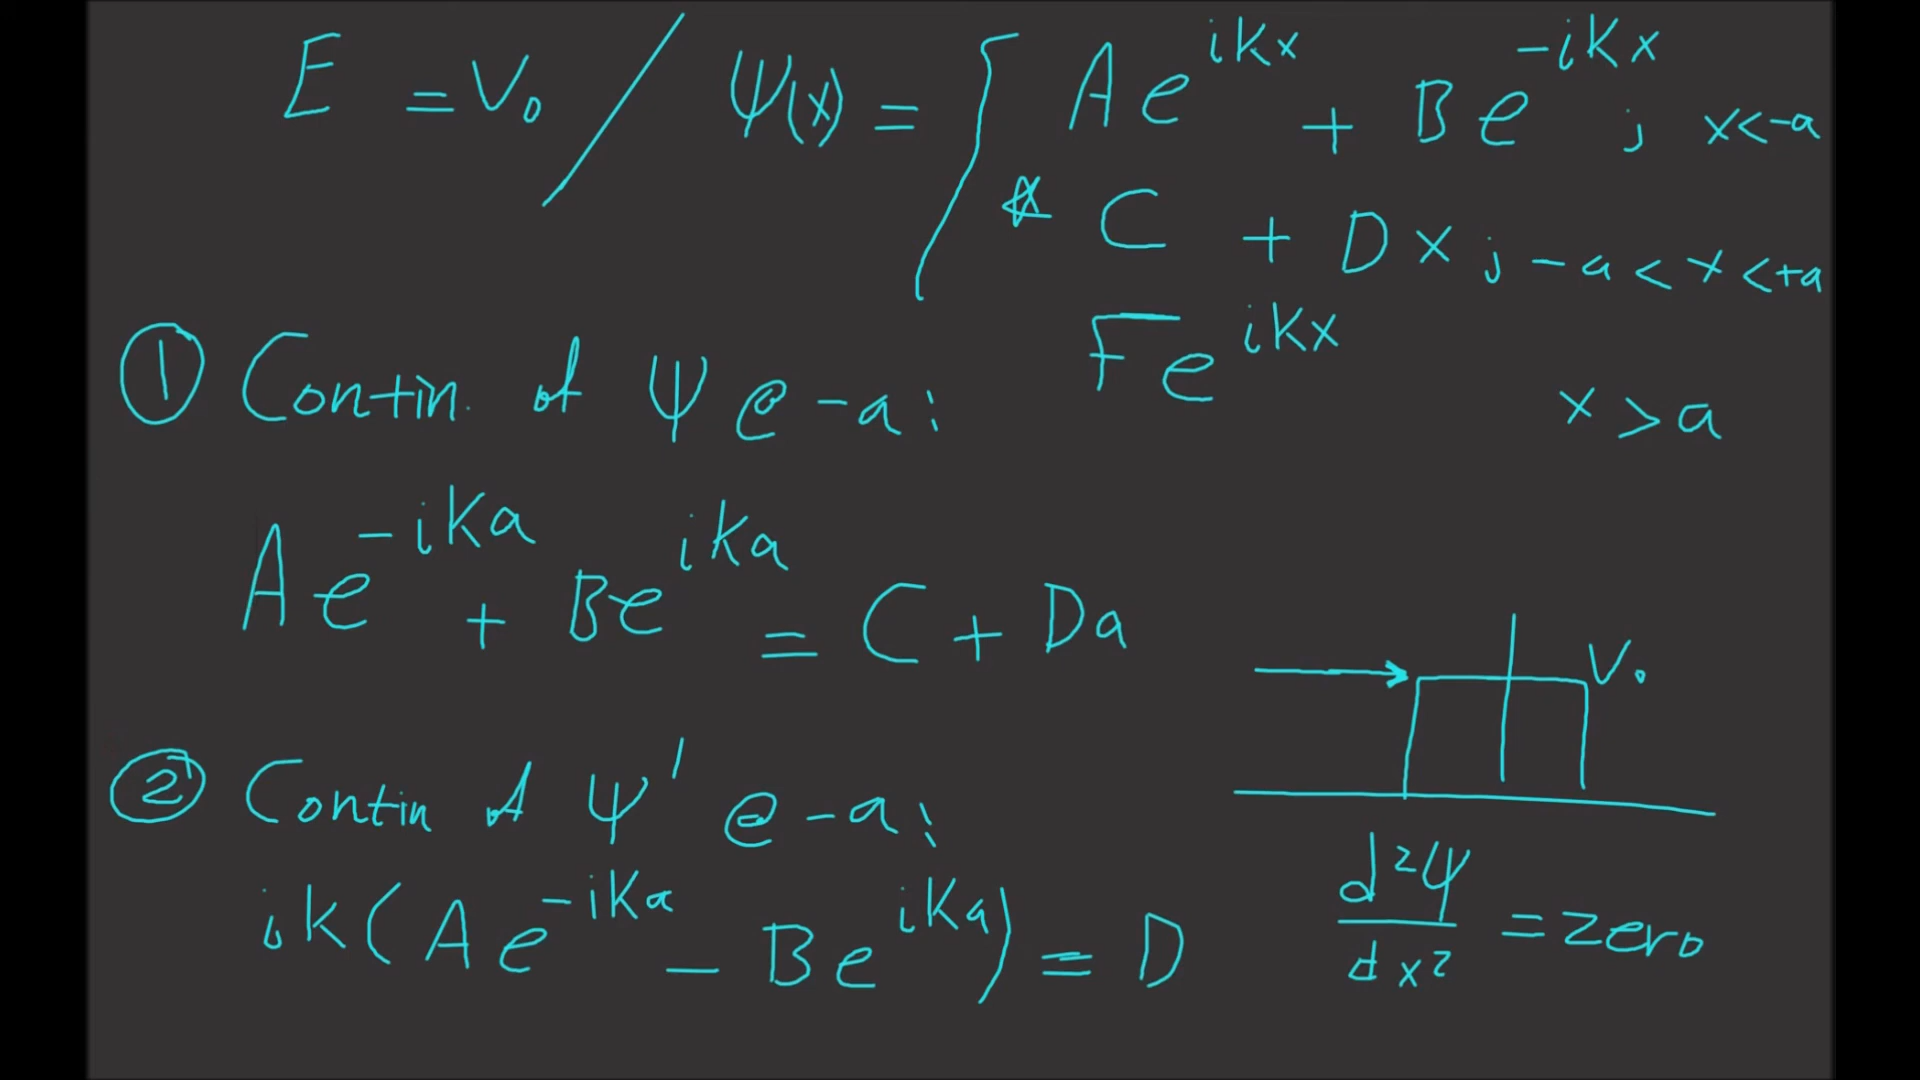 E = V₀ / ψ(x) = { Ae^{ikx} + Be^{-ikx} ; x<-a
C + Dx ; -a<x<+a
Fe^{ikx} x>a
① Contin. of ψ @ -a:
Ae^{-ika} + Be^{ika} = C + Da
V₀
② Contin of ψ' @ -a:
ik(Ae^{-ika} - Be^{ika}) = D
d²ψ/dx² = zero